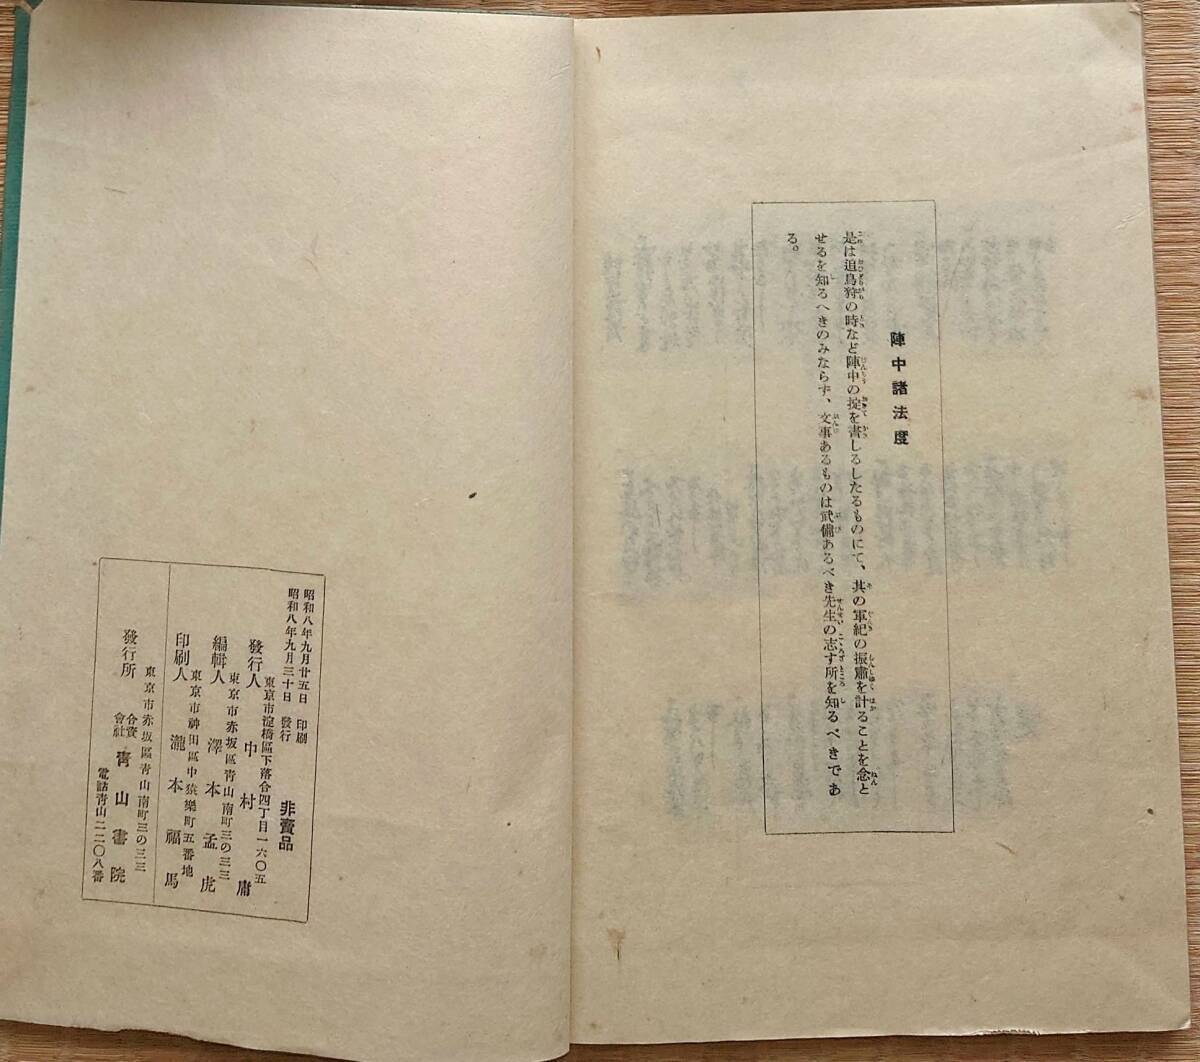 陣中諸法度
是は追鳥狩の時など陣中の掟を書しるしたるものにて、其の軍紀の振肅を計ることを念と
せるを知るへきのみならず、文事あるものは武備あるべき先生の志す所を知るべきであ
る。
昭和八年九月廿五日 印刷
昭和八年九月三十日 發行
非賣品
東京市淀橋區下落合四丁目一六〇五
發行人 中村庸
東京市赤坂區靑山南町三の三三
編輯人 澤本孟虎
東京市神田區中猿樂町五番地
印刷人 瀧本福馬
東京市赤坂區靑山南町三の三三
發行所 合資會社 靑山書院
電話靑山二二〇八番